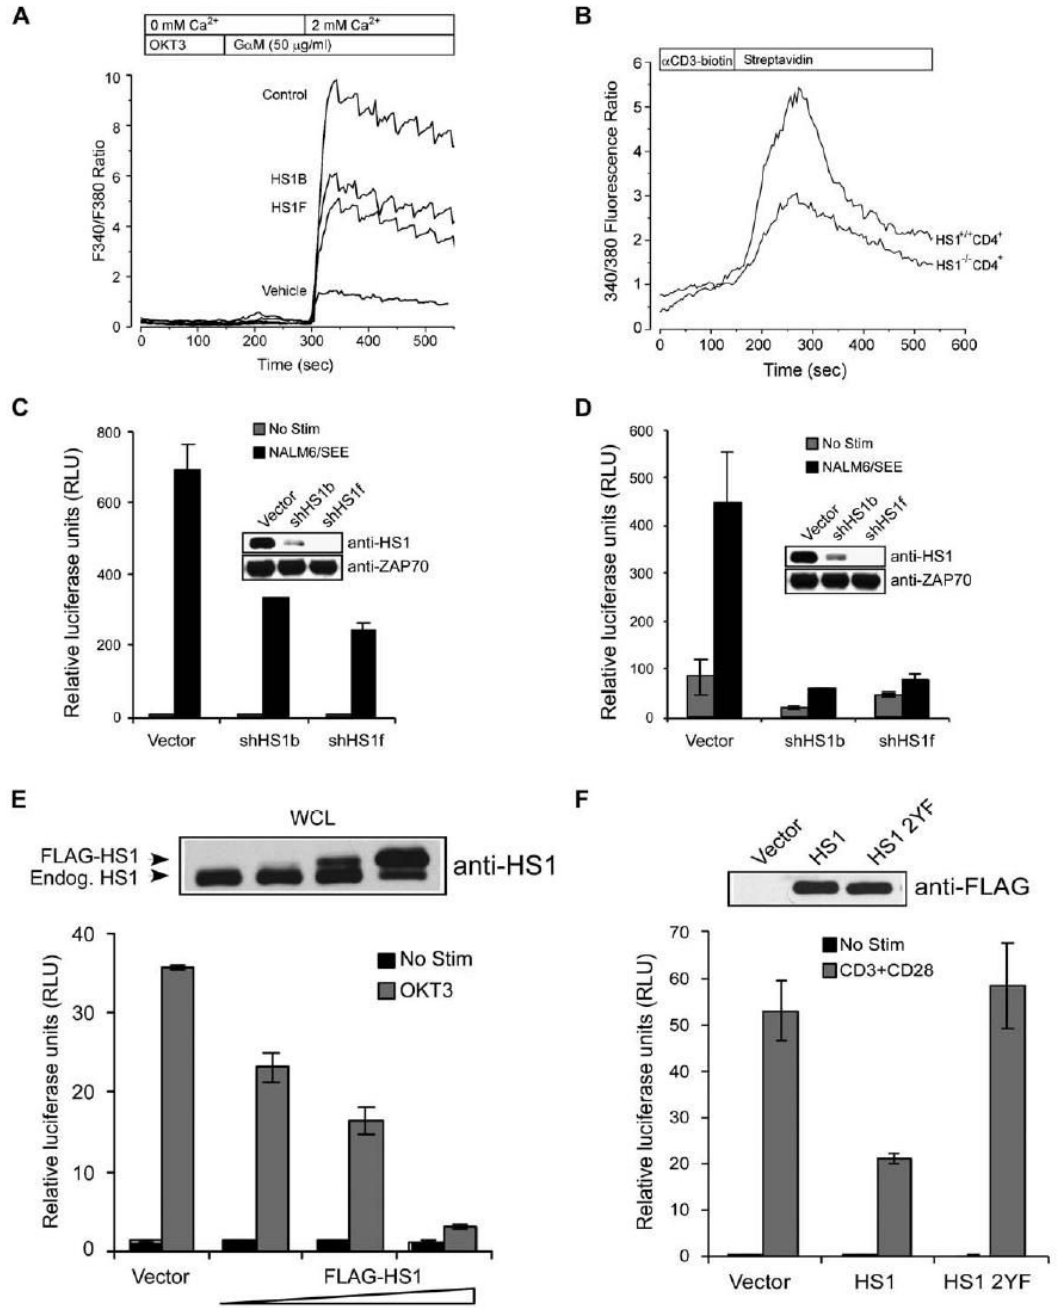 A
0 mM Ca²⁺ 2 mM Ca²⁺
OKT3 GαM (50 μg/ml)
F340/F380 Ratio
10
8
6
4
2
0
Control
HS1B
HS1F
Vehicle
0 100 200 300 400 500
Time (sec)
B
αCD3-biotin Streptavidin
340/380 Fluorescence Ratio
6
5
4
3
2
1
0
HS1⁺/⁺CD4⁺
HS1⁻/⁻CD4⁺
0 100 200 300 400 500 600
Time (sec)
C
Relative luciferase units (RLU)
800
600
400
200
0
No Stim
NALM6/SEE
Vector shHS1b shHS1f
anti-HS1
anti-ZAP70
Vector shHS1b shHS1f
D
Relative luciferase units (RLU)
600
500
400
300
200
100
0
No Stim
NALM6/SEE
Vector shHS1b shHS1f
anti-HS1
anti-ZAP70
Vector shHS1b shHS1f
E
WCL
FLAG-HS1
Endog. HS1
anti-HS1
Relative luciferase units (RLU)
40
30
20
10
0
No Stim
OKT3
Vector FLAG-HS1
F
Vector HS1 HS1 2YF
anti-FLAG
Relative luciferase units (RLU)
70
60
50
40
30
20
10
0
No Stim
CD3+CD28
Vector HS1 HS1 2YF